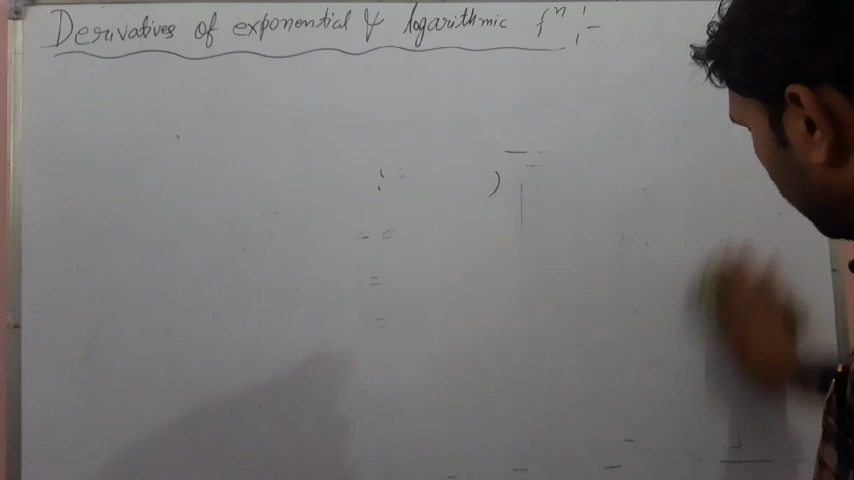 Derivatives of exponential & logarithmic fⁿ :-